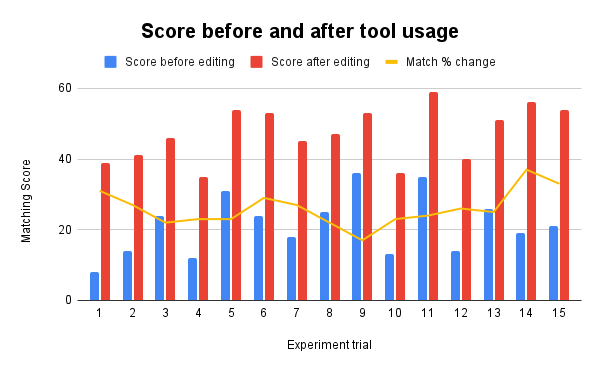 Score before and after tool usage
Score before editing Score after editing Match % change
60
40
20
0
Matching Score
1 2 3 4 5 6 7 8 9 10 11 12 13 14 15
Experiment trial